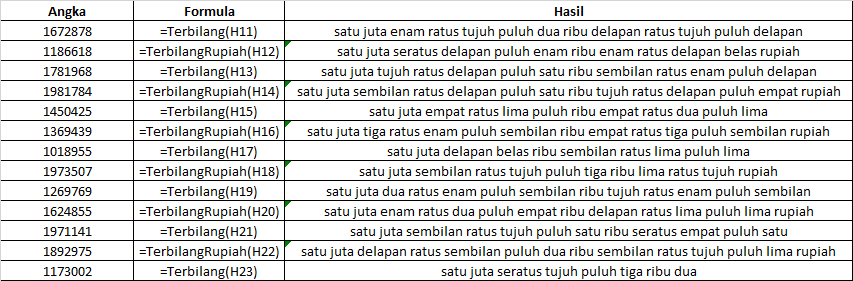 Angka Formula Hasil
1672878 =Terbilang(H11) satu juta enam ratus tujuh puluh dua ribu delapan ratus tujuh puluh delapan
1186618 =TerbilangRupiah(H12) satu juta seratus delapan puluh enam ribu enam ratus delapan belas rupiah
1781968 =Terbilang(H13) satu juta tujuh ratus delapan puluh satu ribu sembilan ratus enam puluh delapan
1981784 =TerbilangRupiah(H14) satu juta sembilan ratus delapan puluh satu ribu tujuh ratus delapan puluh empat rupiah
1450425 =Terbilang(H15) satu juta empat ratus lima puluh ribu empat ratus dua puluh lima
1369439 =TerbilangRupiah(H16) satu juta tiga ratus enam puluh sembilan ribu empat ratus tiga puluh sembilan rupiah
1018955 =Terbilang(H17) satu juta delapan belas ribu sembilan ratus lima puluh lima
1973507 =TerbilangRupiah(H18) satu juta sembilan ratus tujuh puluh tiga ribu lima ratus tujuh rupiah
1269769 =Terbilang(H19) satu juta dua ratus enam puluh sembilan ribu tujuh ratus enam puluh sembilan
1624855 =TerbilangRupiah(H20) satu juta enam ratus dua puluh empat ribu delapan ratus lima puluh lima rupiah
1971141 =Terbilang(H21) satu juta sembilan ratus tujuh puluh satu ribu seratus empat puluh satu
1892975 =TerbilangRupiah(H22) satu juta delapan ratus sembilan puluh dua ribu sembilan ratus tujuh puluh lima rupiah
1173002 =Terbilang(H23) satu juta seratus tujuh puluh tiga ribu dua